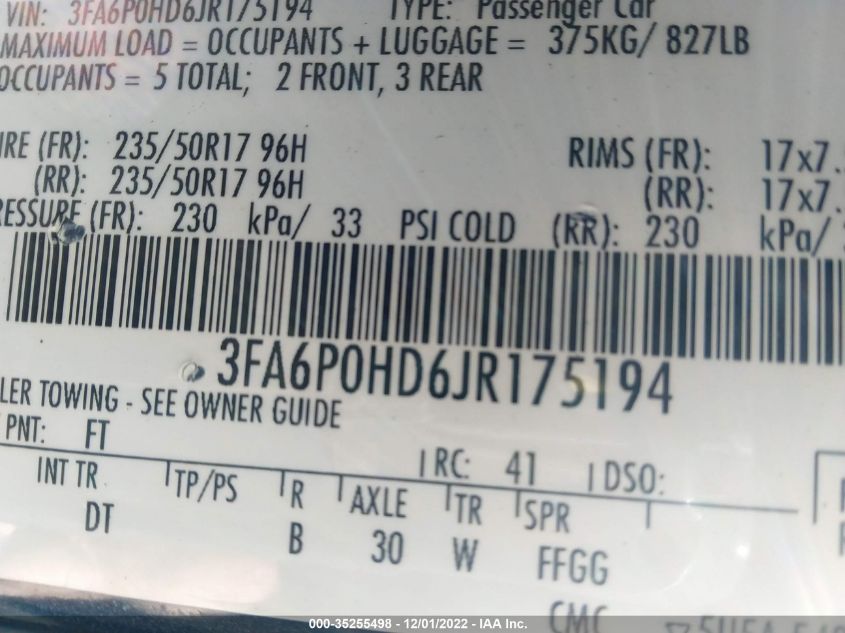 VIN: 3FA6P0HD6JR175194 TYPE: Passenger Car
MAXIMUM LOAD = OCCUPANTS + LUGGAGE = 375KG/ 827LB
OCCUPANTS = 5 TOTAL; 2 FRONT, 3 REAR
IRE (FR): 235/50R17 96H RIMS (FR): 17x7.
(RR): 235/50R17 96H (RR): 17x7.
RESSURE (FR): 230 kPa/ 33 PSI COLD (RR): 230 kPa/
3FA6P0HD6JR175194
LER TOWING - SEE OWNER GUIDE
PNT: FT RC: 41 DSO:
INT TR TP/PS R AXLE TR SPR
DT B 30 W FFGG
CMC
000-35255498 - 12/01/2022 - IAA Inc.